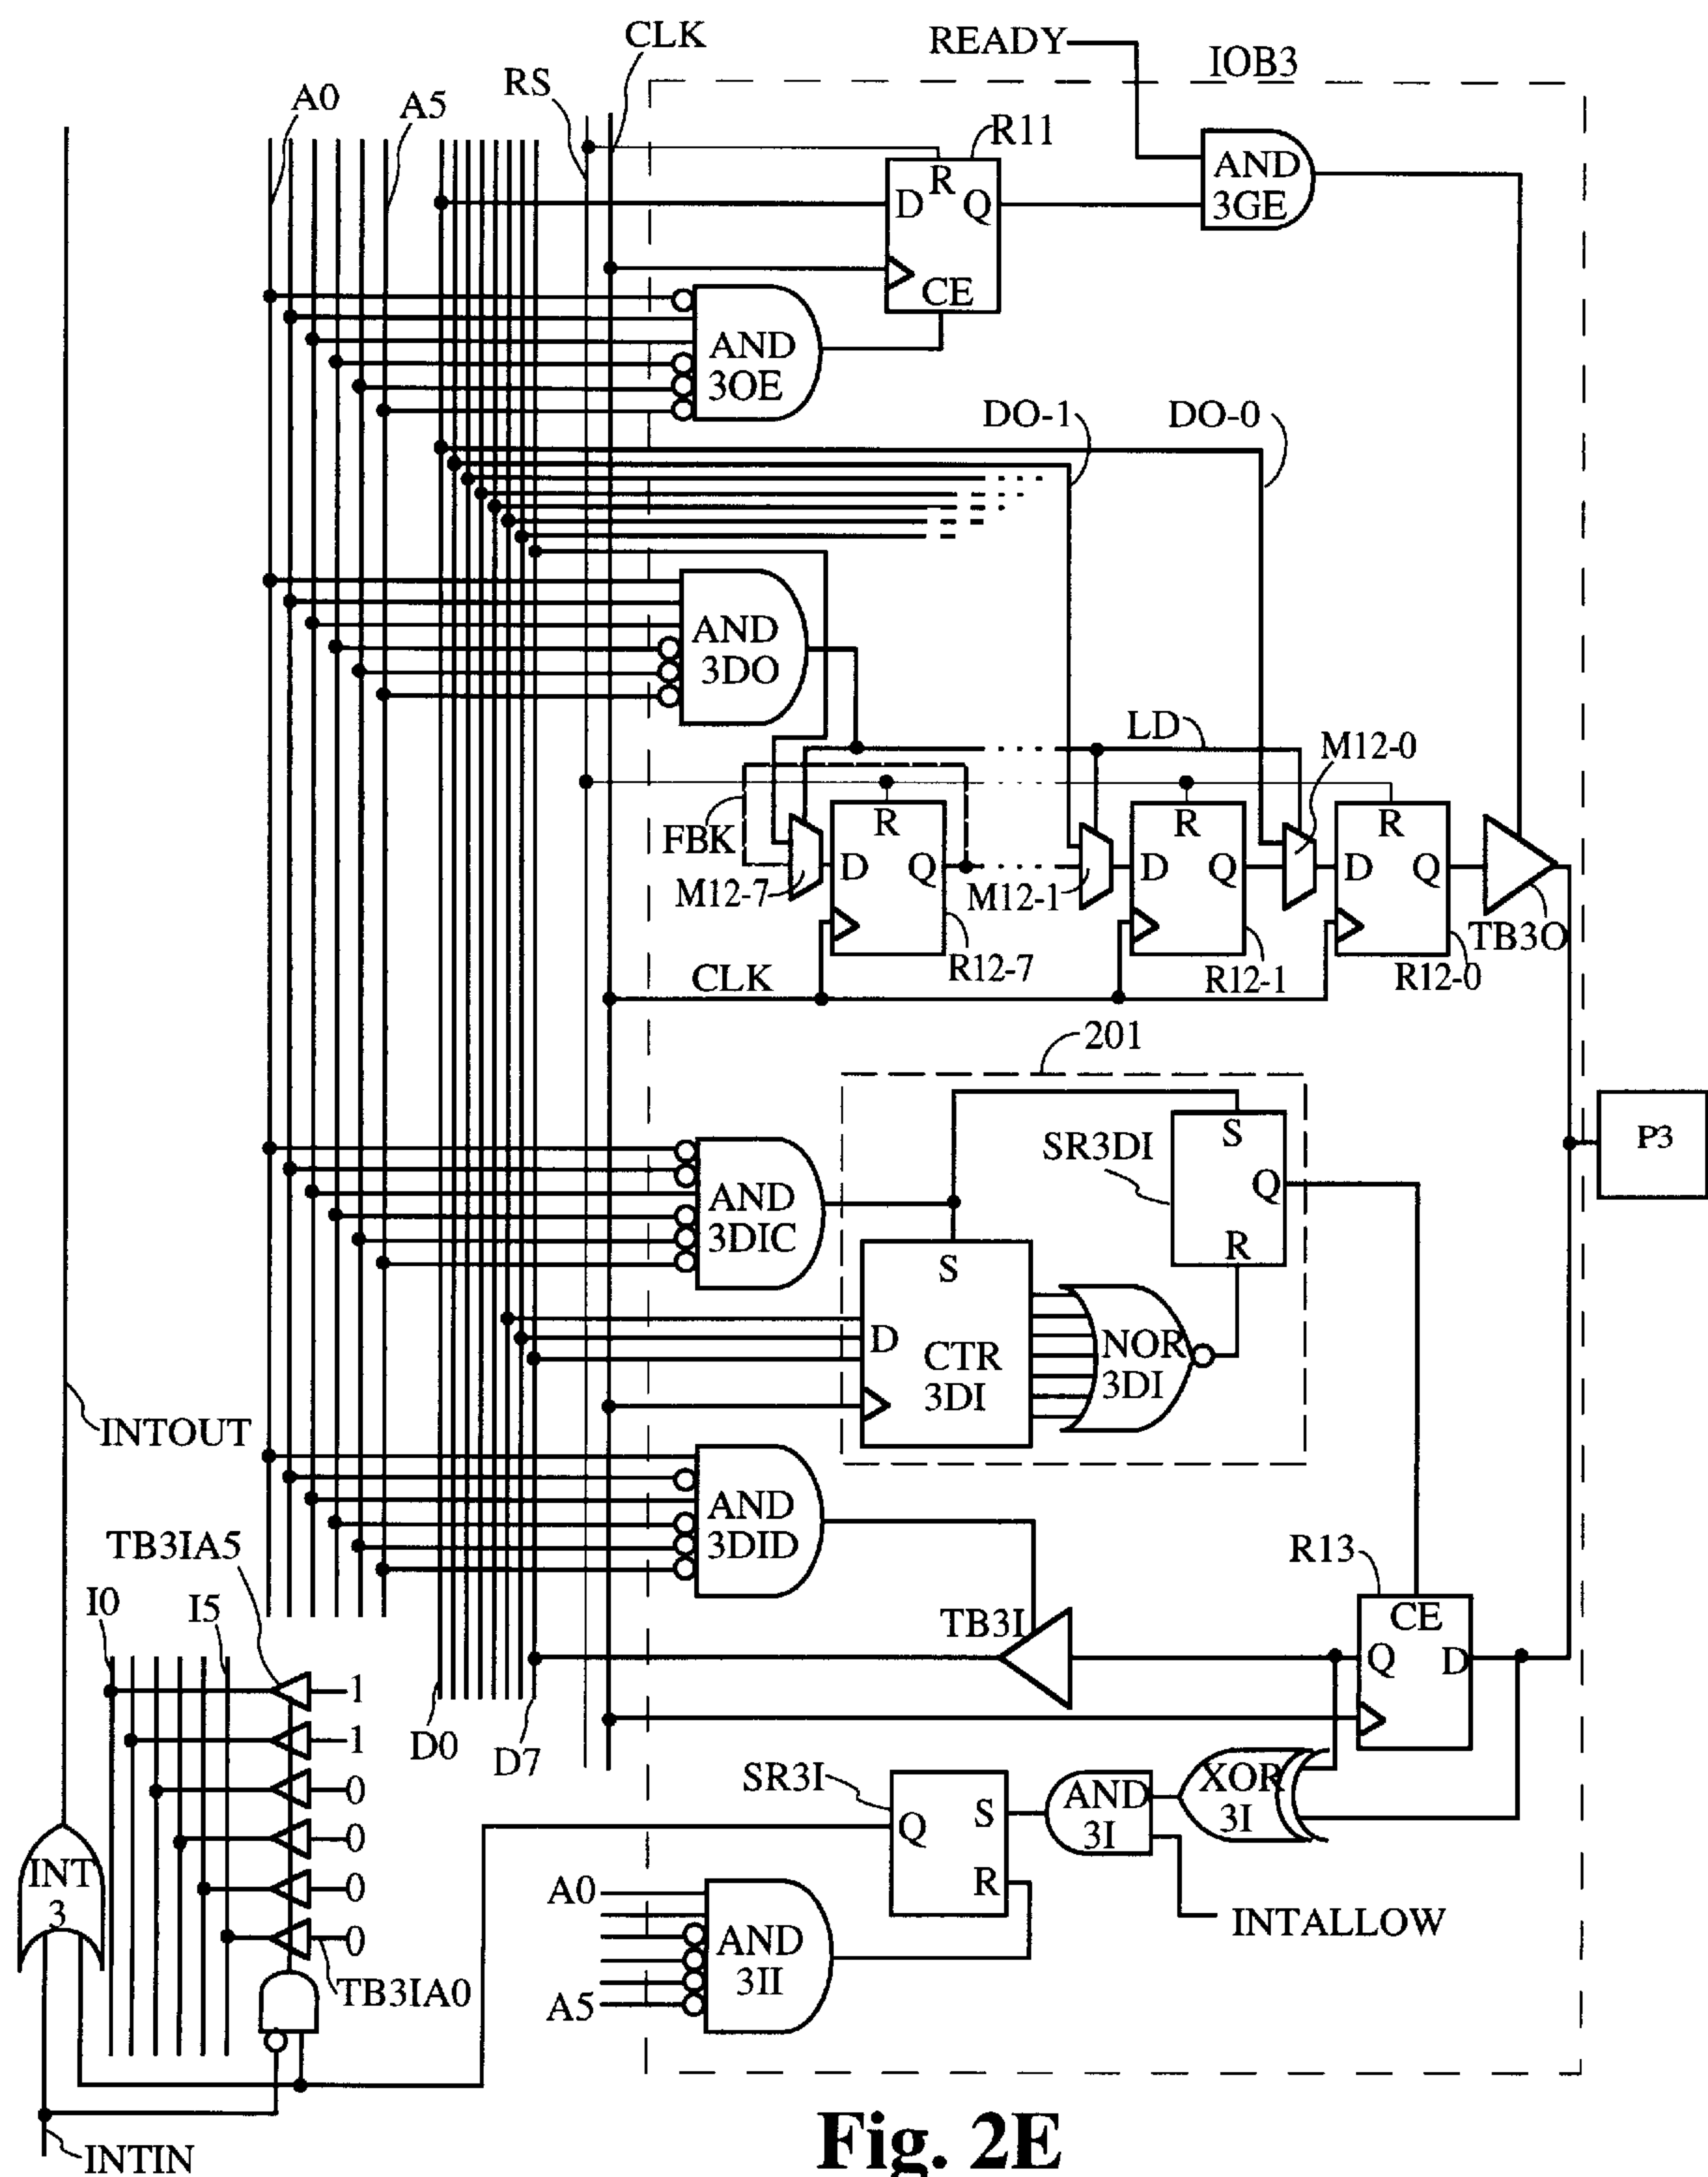 CLK
READY
IOB3
RS
A0
A5
R11
R
D
Q
CE
AND
3GE
AND
3OE
DO-1
DO-0
AND
3DO
LD
M12-0
FBK
R
D
Q
M12-7
R12-7
M12-1
R
D
Q
R12-1
R
D
Q
R12-0
TB3O
CLK
201
P3
SR3DI
S
Q
R
AND
3DIC
S
D
CTR
3DI
NOR
3DI
INTOUT
AND
3DID
TB3IA5
I0
I5
R13
CE
Q
D
TB3I
1
1
0
0
0
0
D0
D7
SR3I
Q
S
R
AND
3I
XOR
3I
INT
3
A0
A5
AND
3II
INTALLOW
TB3IA0
INTIN
Fig. 2E